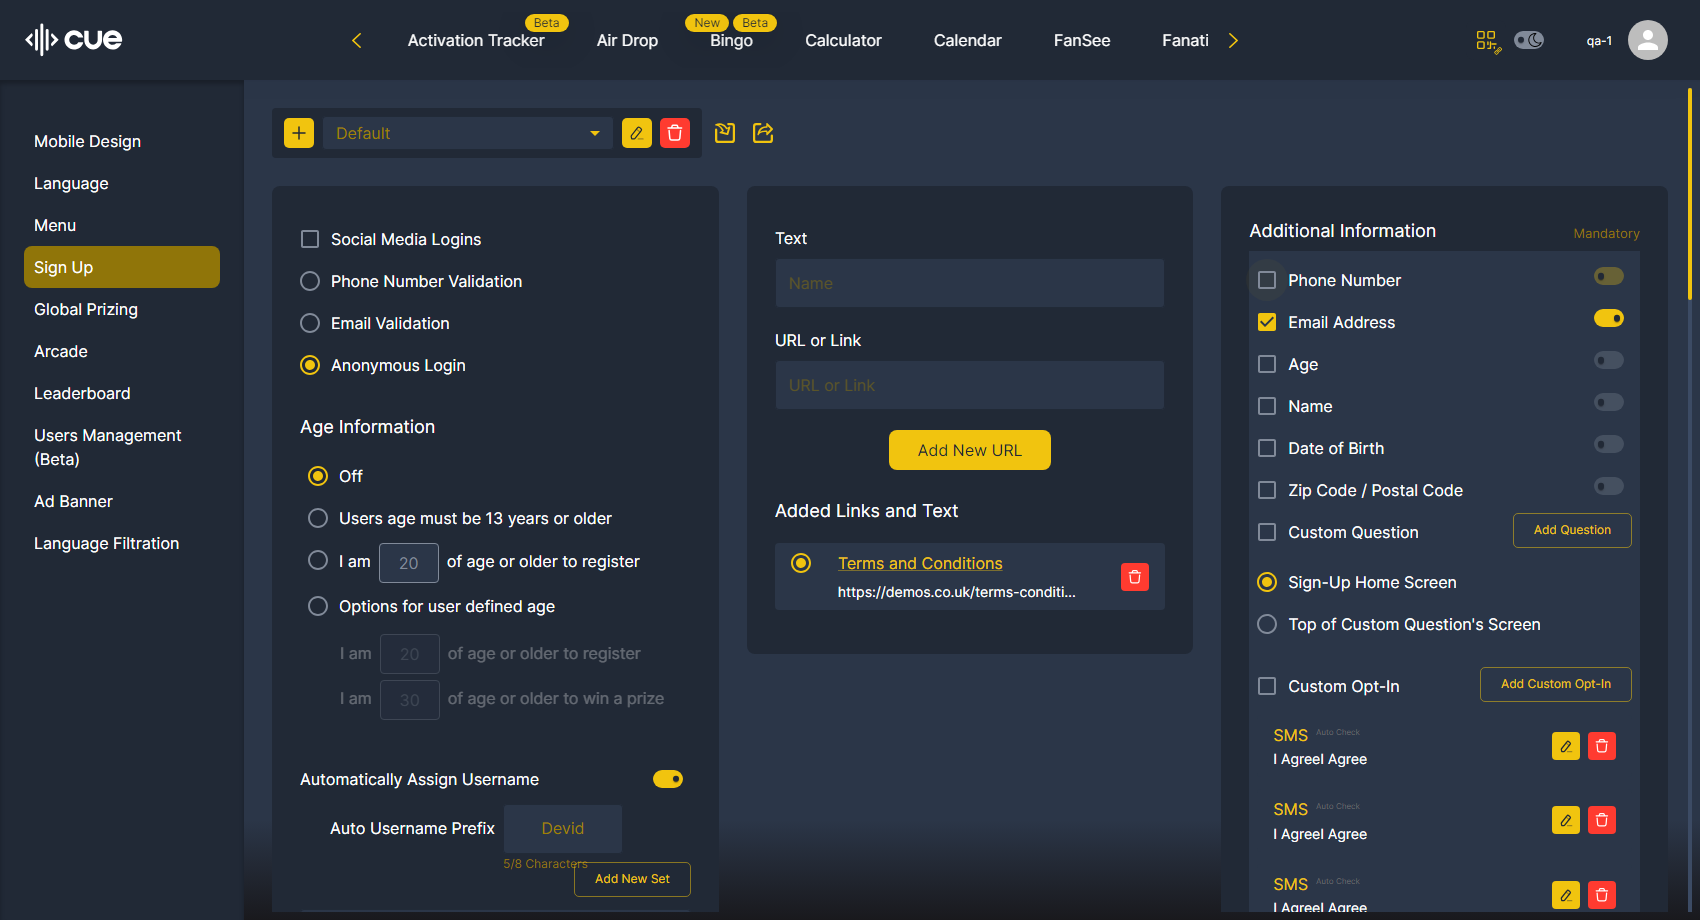 cue
Activation Tracker
Beta
Air Drop
New
Beta
Bingo
Calculator
Calendar
FanSee
Fanati
qa-1
Mobile Design
Language
Menu
Sign Up
Global Prizing
Arcade
Leaderboard
Users Management
(Beta)
Ad Banner
Language Filtration
Default
Social Media Logins
Phone Number Validation
Email Validation
Anonymous Login
Age Information
Off
Users age must be 13 years or older
I am 20 of age or older to register
Options for user defined age
I am 20 of age or older to register
I am 30 of age or older to win a prize
Automatically Assign Username
Auto Username Prefix Devid
5/8 Characters
Add New Set
Text
Name
URL or Link
URL or Link
Add New URL
Added Links and Text
Terms and Conditions
https://demos.co.uk/terms-conditi...
Additional Information Mandatory
Phone Number
Email Address
Age
Name
Date of Birth
Zip Code / Postal Code
Custom Question Add Question
Sign-Up Home Screen
Top of Custom Question's Screen
Custom Opt-In Add Custom Opt-In
SMS Auto Check
I AgreeI Agree
SMS Auto Check
I AgreeI Agree
SMS Auto Check
I AgreeI Agree